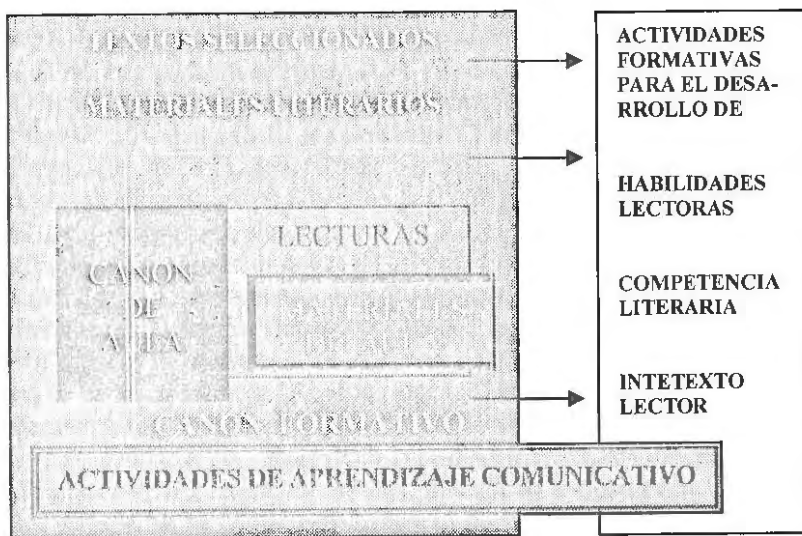 TEXTOS SELECCIONADOS
MATERIALES LITERARIOS
LECTURAS
CANON
DE
AULA
MATERIALES
DE AULA
CANON FORMATIVO
ACTIVIDADES DE APRENDIZAJE COMUNICATIVO
ACTIVIDADES
FORMATIVAS
PARA EL DESA-
RROLLO DE
HABILIDADES
LECTORAS
COMPETENCIA
LITERARIA
INTETEXTO
LECTOR